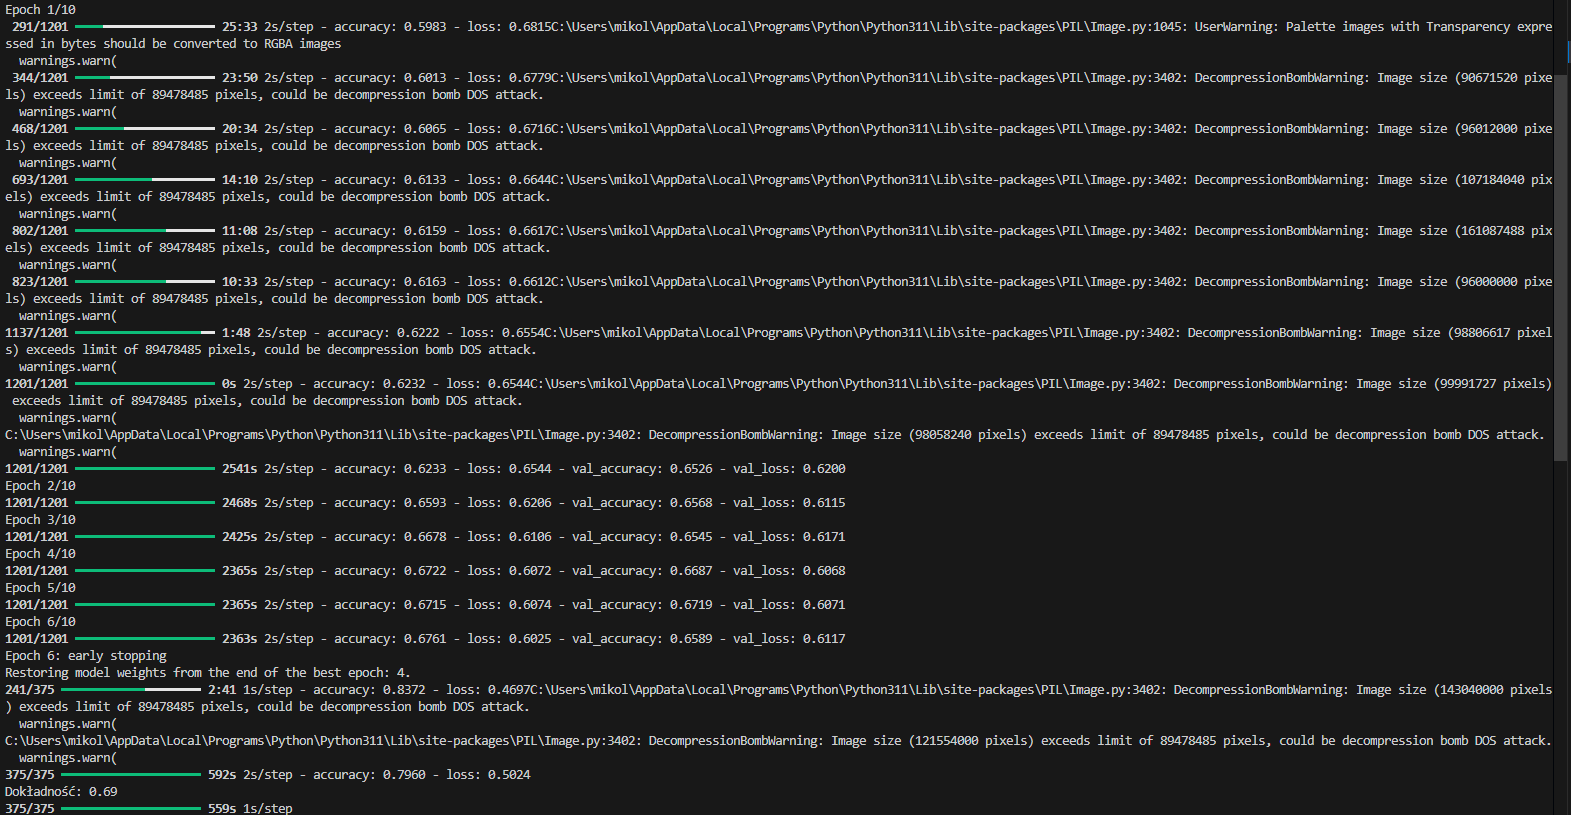 Epoch 1/10
291/1201 25:33 2s/step - accuracy: 0.5983 - loss: 0.6815C:\Users\mikol\AppData\Local\Programs\Python\Python311\Lib\site-packages\PIL\Image.py:1045: UserWarning: Palette images with Transparency expre
ssed in bytes should be converted to RGBA images
  warnings.warn(
344/1201 23:50 2s/step - accuracy: 0.6013 - loss: 0.6779C:\Users\mikol\AppData\Local\Programs\Python\Python311\Lib\site-packages\PIL\Image.py:3402: DecompressionBombWarning: Image size (90671520 pixe
ls) exceeds limit of 89478485 pixels, could be decompression bomb DOS attack.
  warnings.warn(
468/1201 20:34 2s/step - accuracy: 0.6065 - loss: 0.6716C:\Users\mikol\AppData\Local\Programs\Python\Python311\Lib\site-packages\PIL\Image.py:3402: DecompressionBombWarning: Image size (96012000 pixe
ls) exceeds limit of 89478485 pixels, could be decompression bomb DOS attack.
  warnings.warn(
693/1201 14:10 2s/step - accuracy: 0.6133 - loss: 0.6644C:\Users\mikol\AppData\Local\Programs\Python\Python311\Lib\site-packages\PIL\Image.py:3402: DecompressionBombWarning: Image size (107184040 pix
els) exceeds limit of 89478485 pixels, could be decompression bomb DOS attack.
  warnings.warn(
802/1201 11:08 2s/step - accuracy: 0.6159 - loss: 0.6617C:\Users\mikol\AppData\Local\Programs\Python\Python311\Lib\site-packages\PIL\Image.py:3402: DecompressionBombWarning: Image size (161087488 pix
els) exceeds limit of 89478485 pixels, could be decompression bomb DOS attack.
  warnings.warn(
823/1201 10:33 2s/step - accuracy: 0.6163 - loss: 0.6612C:\Users\mikol\AppData\Local\Programs\Python\Python311\Lib\site-packages\PIL\Image.py:3402: DecompressionBombWarning: Image size (96000000 pixe
ls) exceeds limit of 89478485 pixels, could be decompression bomb DOS attack.
  warnings.warn(
1137/1201 1:48 2s/step - accuracy: 0.6222 - loss: 0.6554C:\Users\mikol\AppData\Local\Programs\Python\Python311\Lib\site-packages\PIL\Image.py:3402: DecompressionBombWarning: Image size (98806617 pixel
s) exceeds limit of 89478485 pixels, could be decompression bomb DOS attack.
  warnings.warn(
1201/1201 0s 2s/step - accuracy: 0.6232 - loss: 0.6544C:\Users\mikol\AppData\Local\Programs\Python\Python311\Lib\site-packages\PIL\Image.py:3402: DecompressionBombWarning: Image size (99991727 pixels)
 exceeds limit of 89478485 pixels, could be decompression bomb DOS attack.
  warnings.warn(
C:\Users\mikol\AppData\Local\Programs\Python\Python311\Lib\site-packages\PIL\Image.py:3402: DecompressionBombWarning: Image size (98058240 pixels) exceeds limit of 89478485 pixels, could be decompression bomb DOS attack.
  warnings.warn(
1201/1201 2541s 2s/step - accuracy: 0.6233 - loss: 0.6544 - val_accuracy: 0.6526 - val_loss: 0.6200
Epoch 2/10
1201/1201 2468s 2s/step - accuracy: 0.6593 - loss: 0.6206 - val_accuracy: 0.6568 - val_loss: 0.6115
Epoch 3/10
1201/1201 2425s 2s/step - accuracy: 0.6678 - loss: 0.6106 - val_accuracy: 0.6545 - val_loss: 0.6171
Epoch 4/10
1201/1201 2365s 2s/step - accuracy: 0.6722 - loss: 0.6072 - val_accuracy: 0.6687 - val_loss: 0.6068
Epoch 5/10
1201/1201 2365s 2s/step - accuracy: 0.6715 - loss: 0.6074 - val_accuracy: 0.6719 - val_loss: 0.6071
Epoch 6/10
1201/1201 2363s 2s/step - accuracy: 0.6761 - loss: 0.6025 - val_accuracy: 0.6589 - val_loss: 0.6117
Epoch 6: early stopping
Restoring model weights from the end of the best epoch: 4.
241/375 2:41 1s/step - accuracy: 0.8372 - loss: 0.4697C:\Users\mikol\AppData\Local\Programs\Python\Python311\Lib\site-packages\PIL\Image.py:3402: DecompressionBombWarning: Image size (143040000 pixels
) exceeds limit of 89478485 pixels, could be decompression bomb DOS attack.
  warnings.warn(
C:\Users\mikol\AppData\Local\Programs\Python\Python311\Lib\site-packages\PIL\Image.py:3402: DecompressionBombWarning: Image size (121554000 pixels) exceeds limit of 89478485 pixels, could be decompression bomb DOS attack.
  warnings.warn(
375/375 592s 2s/step - accuracy: 0.7960 - loss: 0.5024
Dokładność: 0.69
375/375 559s 1s/step